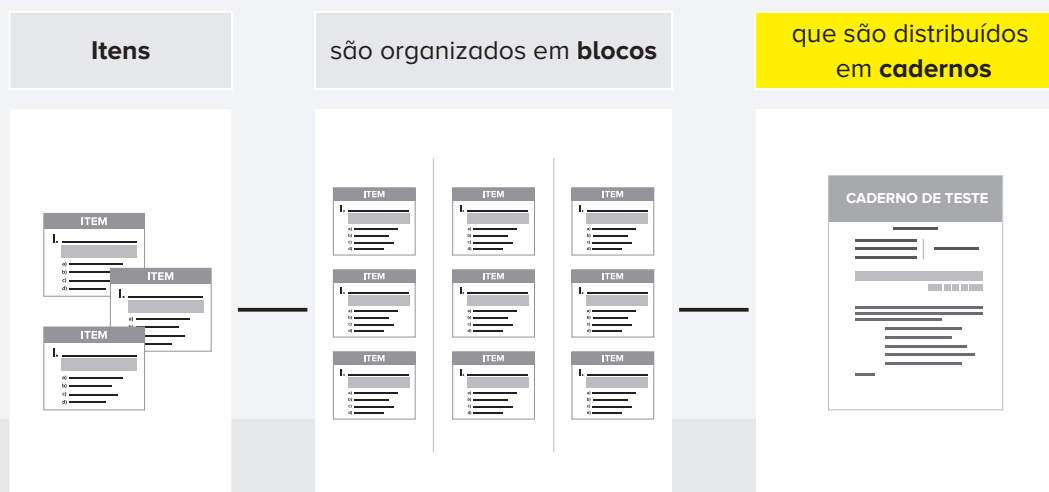 Itens
são organizados em blocos
que são distribuídos
em cadernos
ITEM
I.
a)
b)
c)
d)
ITEM
I.
a)
b)
ITEM
I.
a)
b)
c)
d)
ITEM
I.
a)
b)
c)
d)
ITEM
I.
a)
b)
c)
d)
ITEM
I.
a)
b)
c)
d)
ITEM
I.
a)
b)
c)
d)
ITEM
I.
a)
b)
c)
d)
ITEM
I.
a)
b)
c)
d)
ITEM
I.
a)
b)
c)
d)
ITEM
I.
a)
b)
c)
d)
ITEM
I.
a)
b)
c)
d)
CADERNO DE TESTE